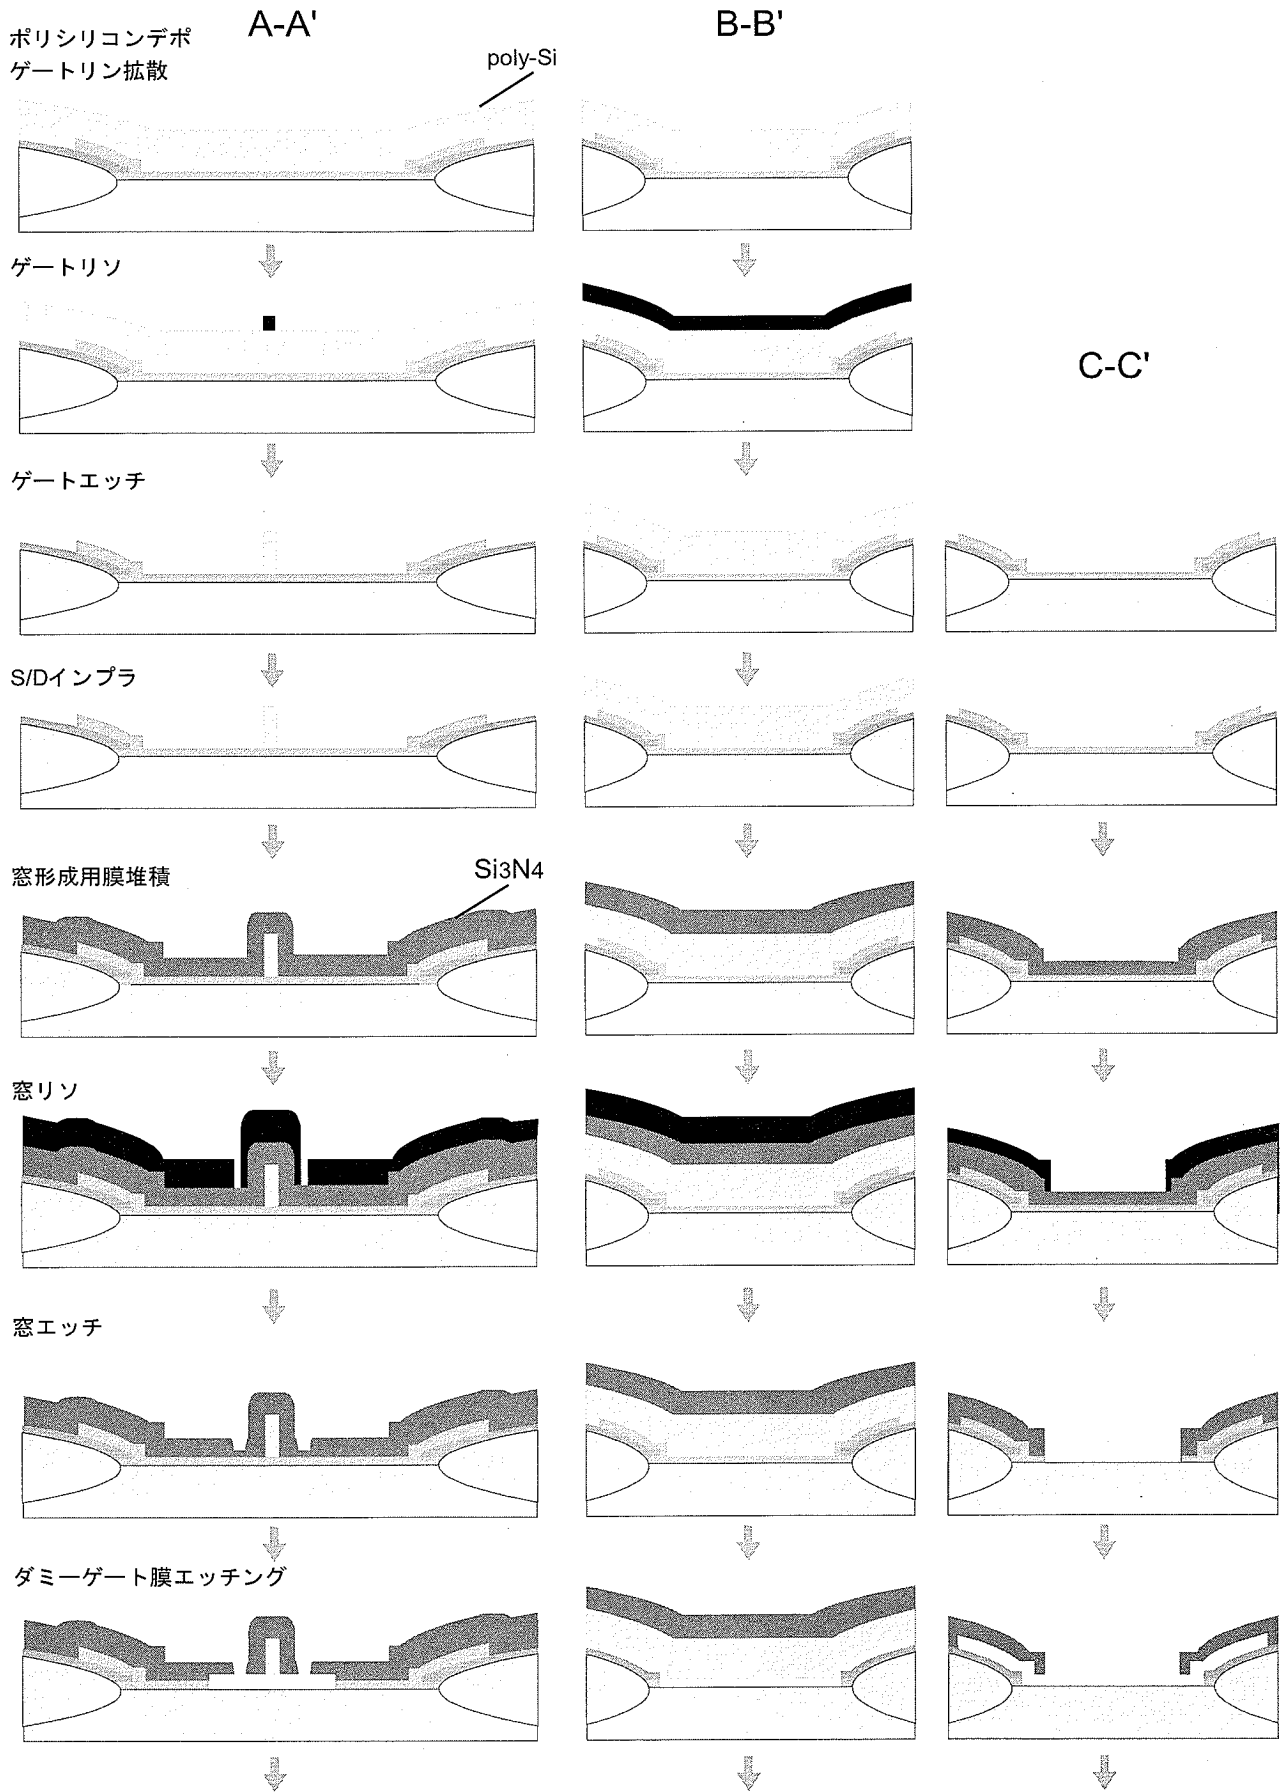 A-A'
B-B'
ポリシリコンデポ
ゲートリン拡散
poly-Si
ゲートリソ
C-C'
ゲートエッチ
S/Dインプラ
窓形成用膜堆積
Si3N4
窓リソ
窓エッチ
ダミーゲート膜エッチング